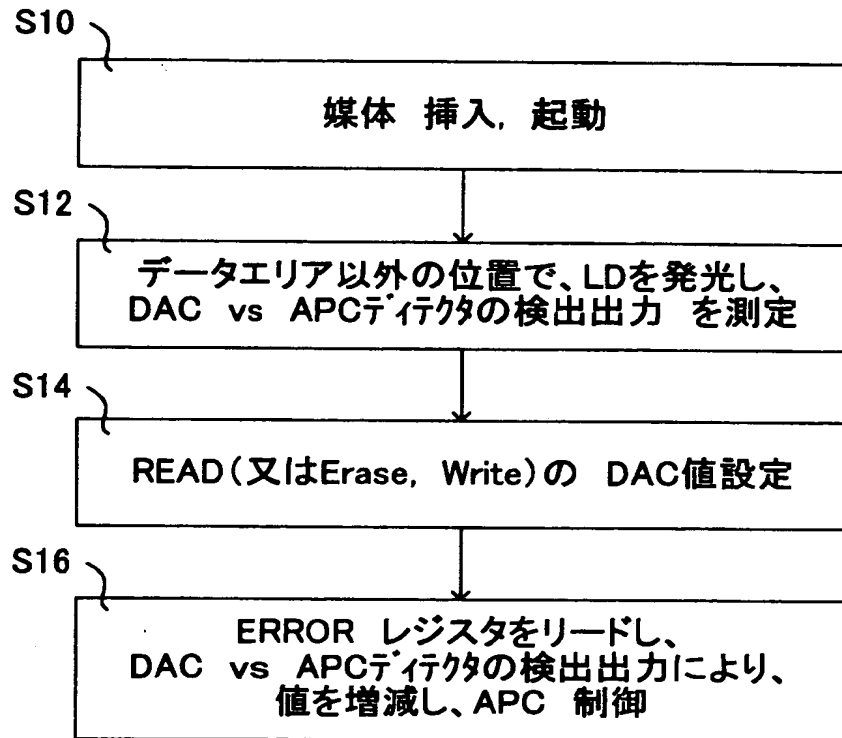 S10
媒体 挿入, 起動
S12
データエリア以外の位置で、LDを発光し、
DAC vs APCディテクタの検出出力 を測定
S14
READ(又はErase, Write)の DAC値設定
S16
ERROR レジスタをリードし、
DAC vs APCディテクタの検出出力により、
値を増減し、APC 制御